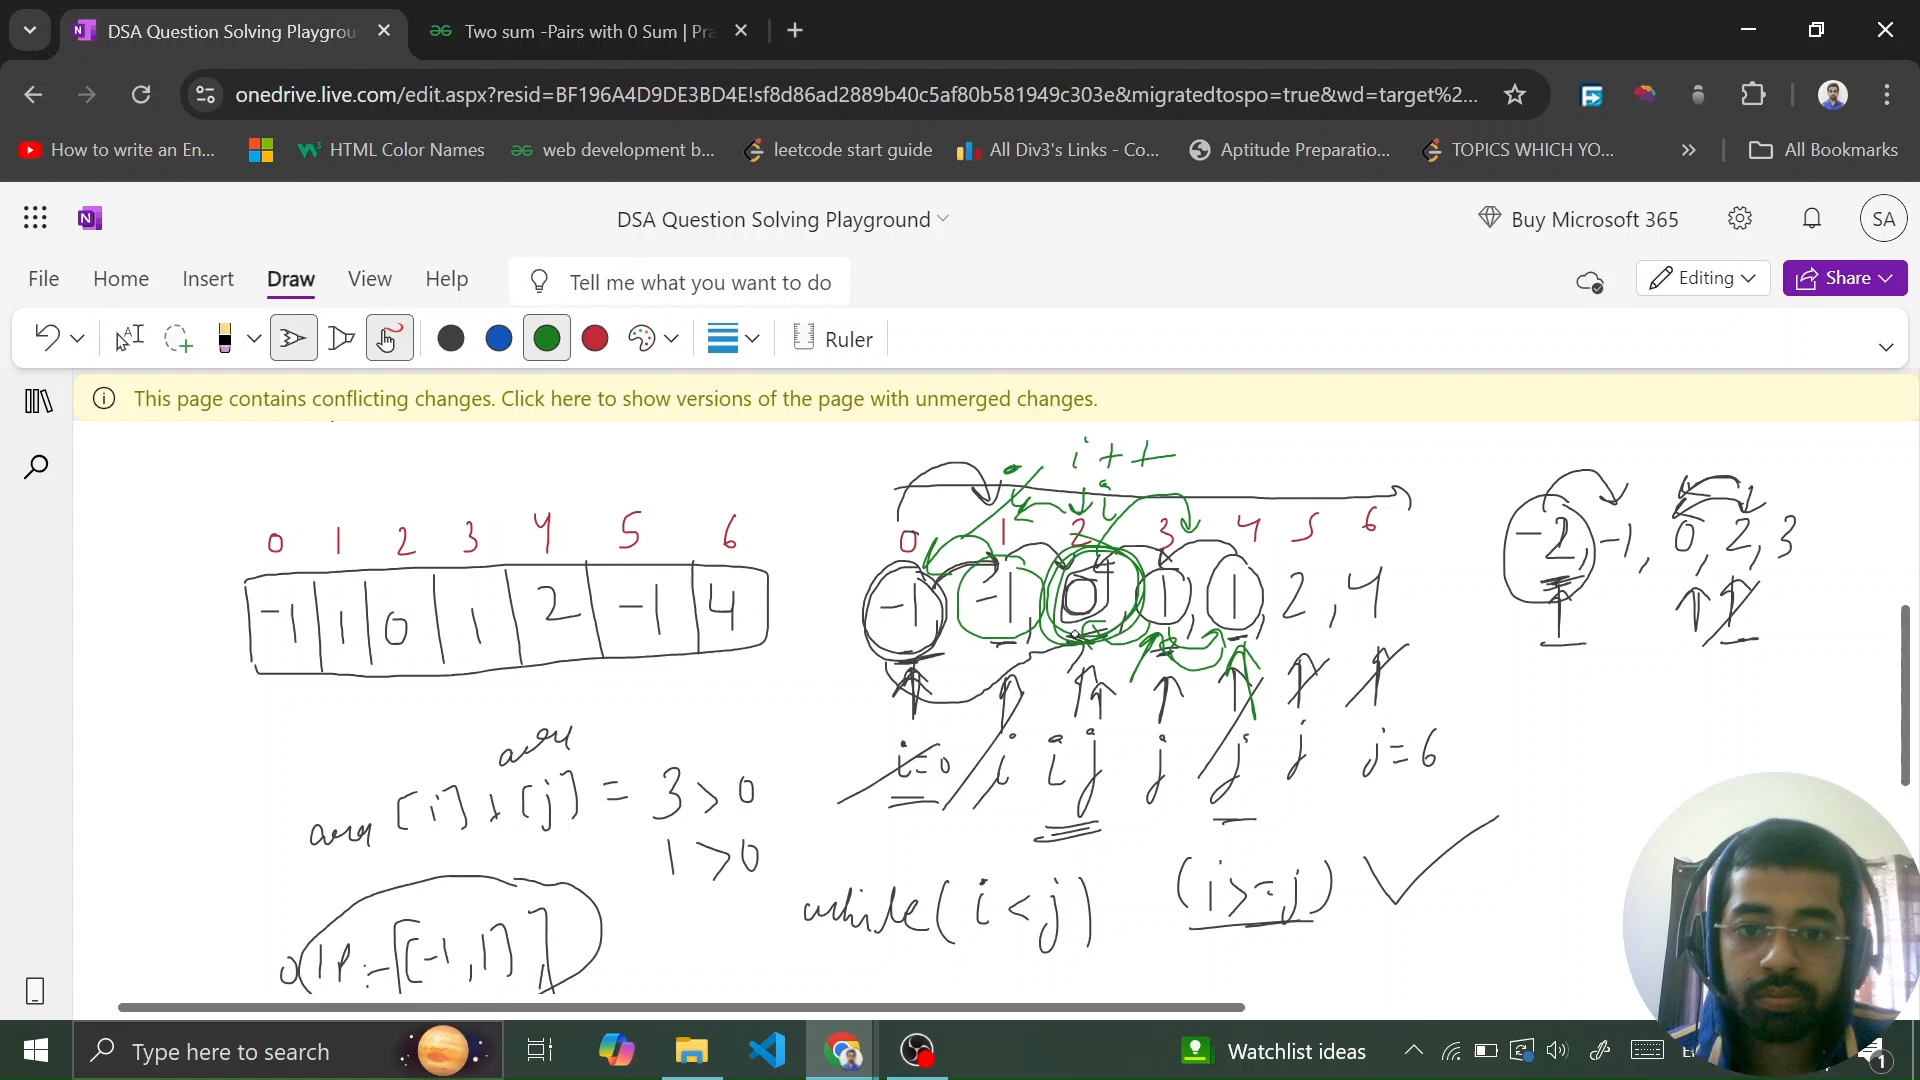 DSA Question Solving Playgrou
Two sum -Pairs with 0 Sum | Pra
onedrive.live.com/edit.aspx?resid=BF196A4D9DE3BD4E!sf8d86ad2889b40c5af80b581949c303e&migratedtospo=true&wd=target%2...
How to write an En...
HTML Color Names
web development b...
leetcode start guide
All Div3's Links - Co...
Aptitude Preparatio...
TOPICS WHICH YO...
All Bookmarks
DSA Question Solving Playground
Buy Microsoft 365
SA
File Home Insert Draw View Help
Tell me what you want to do
Editing
Share
Ruler
This page contains conflicting changes. Click here to show versions of the page with unmerged changes.
i++
i
0 1 2 3 4 5 6
0 1 2 3 4 5 6
-2, -1, 0, 2, 3
-1 1 0 1 2 -1 4
-1 -1, 0, 1, 1 2, 4
i=0 i i j j j j j=6
arr
arr [i] + [j] = 3 > 0
1 > 0
while (i < j) (i >= j)
O/P :- [[-1, 1],
Type here to search
Watchlist ideas
1